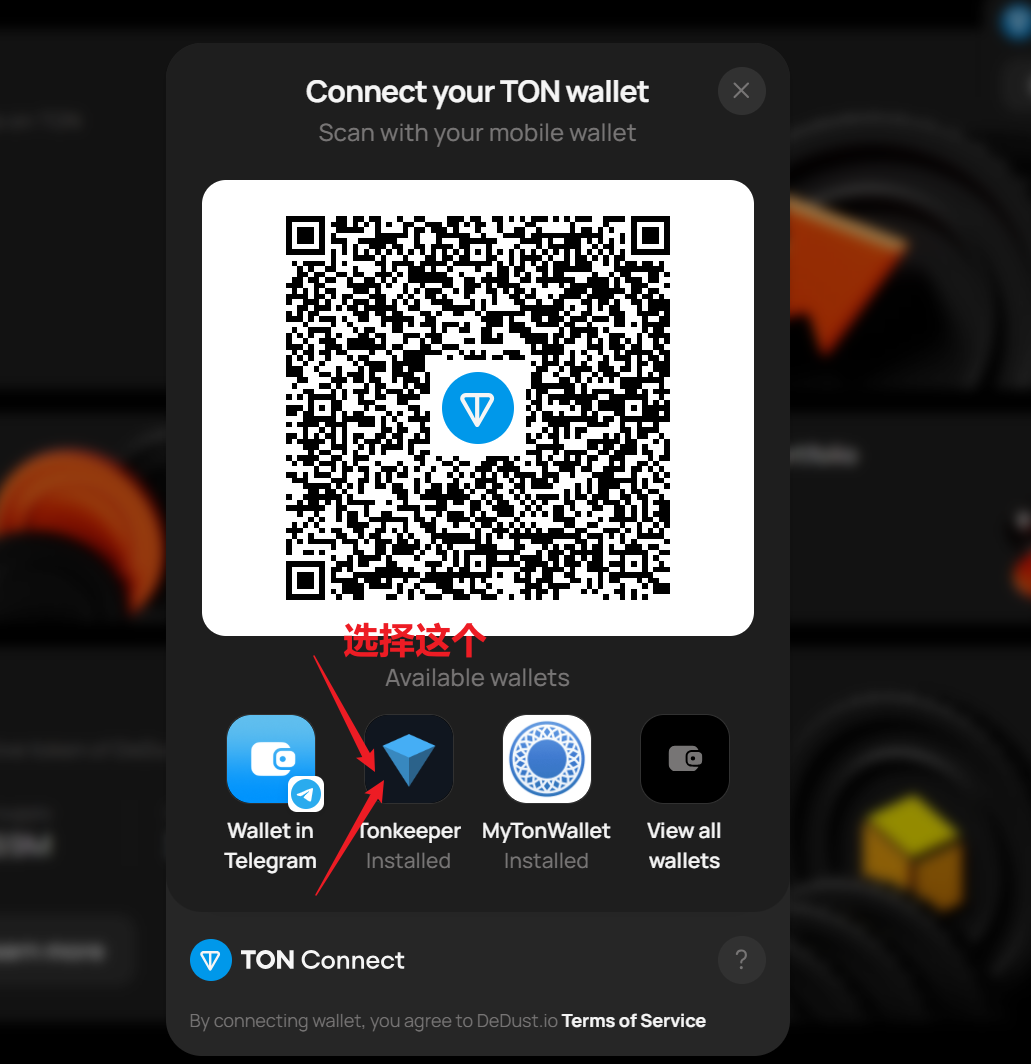 Connect your TON wallet
Scan with your mobile wallet
选择这个
Available wallets
Wallet in
Telegram
Tonkeeper
Installed
MyTonWallet
Installed
View all
wallets
TON Connect
?
By connecting wallet, you agree to DeDust.io Terms of Service